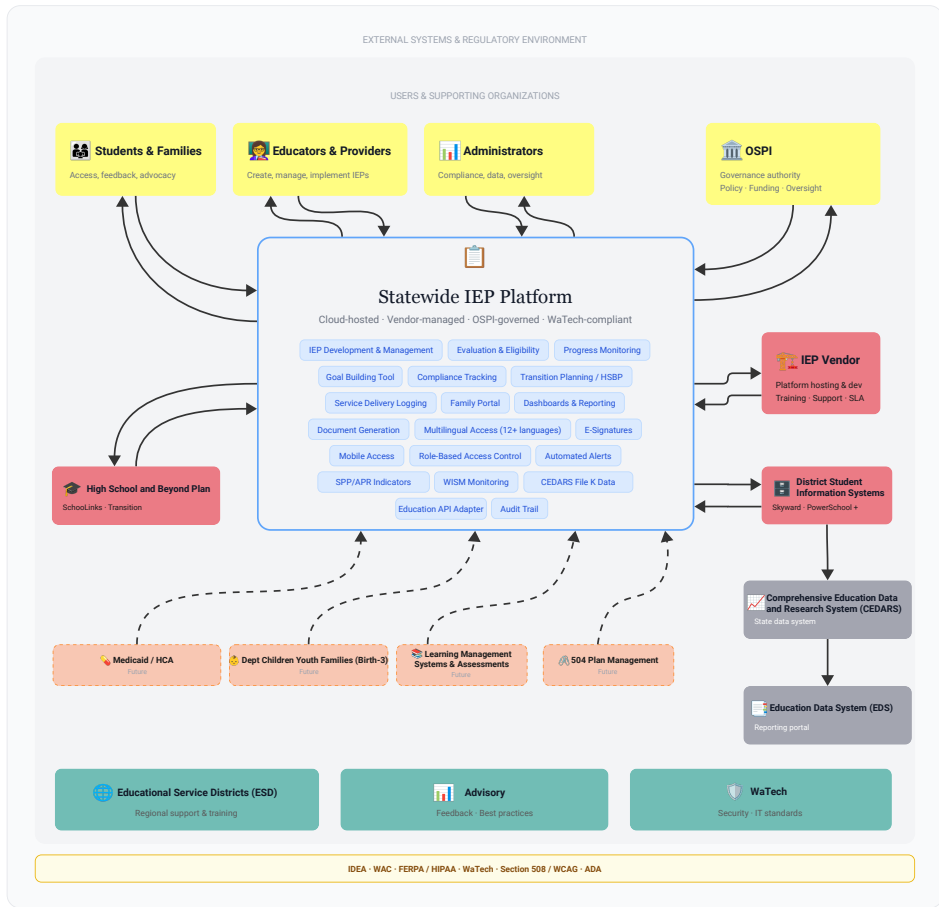 EXTERNAL SYSTEMS & REGULATORY ENVIRONMENT
USERS & SUPPORTING ORGANIZATIONS
Students & Families
Access, feedback, advocacy
Educators & Providers
Create, manage, implement IEPs
Administrators
Compliance, data, oversight
OSPI
Governance authority
Policy · Funding · Oversight
Statewide IEP Platform
Cloud-hosted · Vendor-managed · OSPI-governed · WaTech-compliant
IEP Development & Management
Evaluation & Eligibility
Progress Monitoring
Goal Building Tool
Compliance Tracking
Transition Planning / HSBP
Service Delivery Logging
Family Portal
Dashboards & Reporting
Document Generation
Multilingual Access (12+ languages)
E-Signatures
Mobile Access
Role-Based Access Control
Automated Alerts
SPP/APR Indicators
WISM Monitoring
CEDARS File K Data
Education API Adapter
Audit Trail
IEP Vendor
Platform hosting & dev
Training · Support · SLA
High School and Beyond Plan
SchooLinks · Transition
District Student
Information Systems
Skyward · PowerSchool +
Comprehensive Education Data
and Research System (CEDARS)
State data system
Medicaid / HCA
Future
Dept Children Youth Families (Birth-3)
Future
Learning Management
Systems & Assessments
Future
504 Plan Management
Future
Education Data System (EDS)
Reporting portal
Educational Service Districts (ESD)
Regional support & training
Advisory
Feedback · Best practices
WaTech
Security · IT standards
IDEA · WAC · FERPA / HIPAA · WaTech · Section 508 / WCAG · ADA